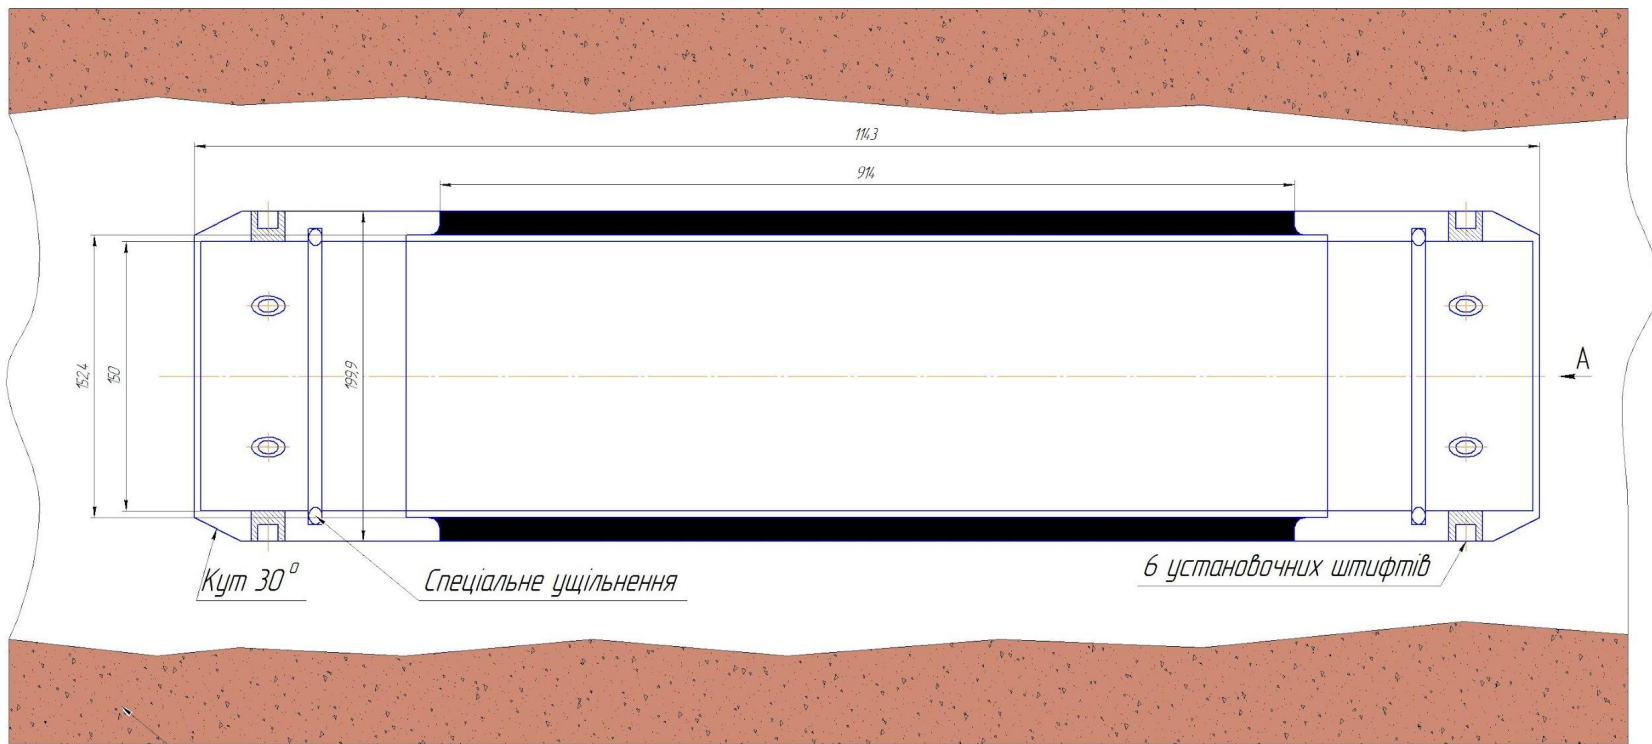 1143
914
152,4
150
199,9
А
Кут 30°
Спеціальне ущільнення
6 установочних штифтів